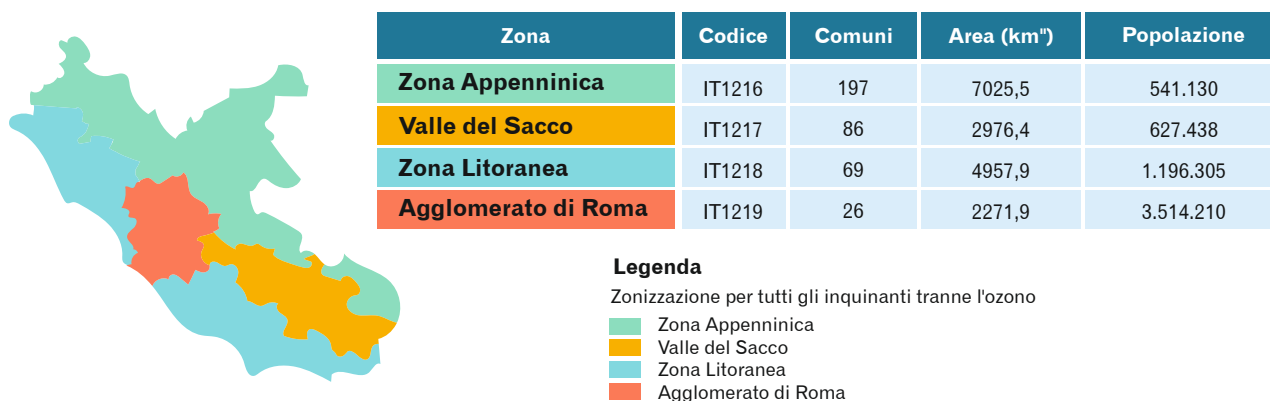 Zona Codice Comuni Area (km") Popolazione
Zona Appenninica IT1216 197 7025,5 541.130
Valle del Sacco IT1217 86 2976,4 627.438
Zona Litoranea IT1218 69 4957,9 1.196.305
Agglomerato di Roma IT1219 26 2271,9 3.514.210
Legenda
Zonizzazione per tutti gli inquinanti tranne l'ozono
Zona Appenninica
Valle del Sacco
Zona Litoranea
Agglomerato di Roma